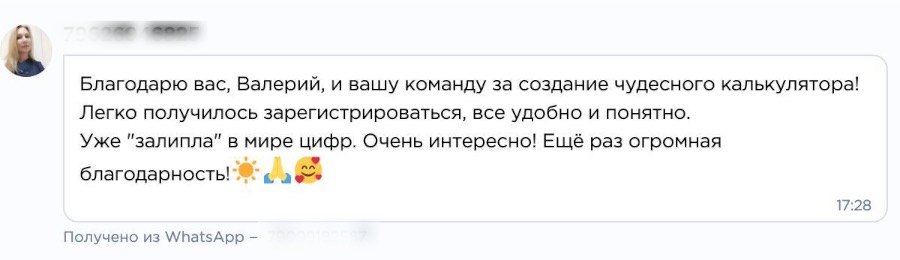 Благодарю вас, Валерий, и вашу команду за создание чудесного калькулятора!
Легко получилось зарегистрироваться, все удобно и понятно.
Уже "залипла" в мире цифр. Очень интересно! Ещё раз огромная
благодарность!☀️🙏🥰
17:28
Получено из WhatsApp –